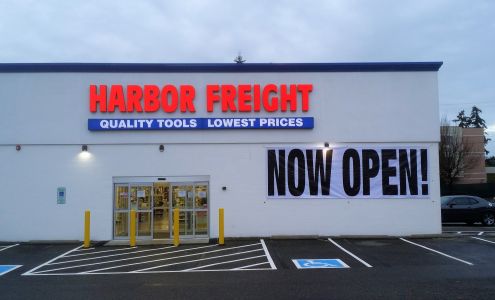 HARBOR FREIGHT
QUALITY TOOLS LOWEST PRICES
NOW OPEN!